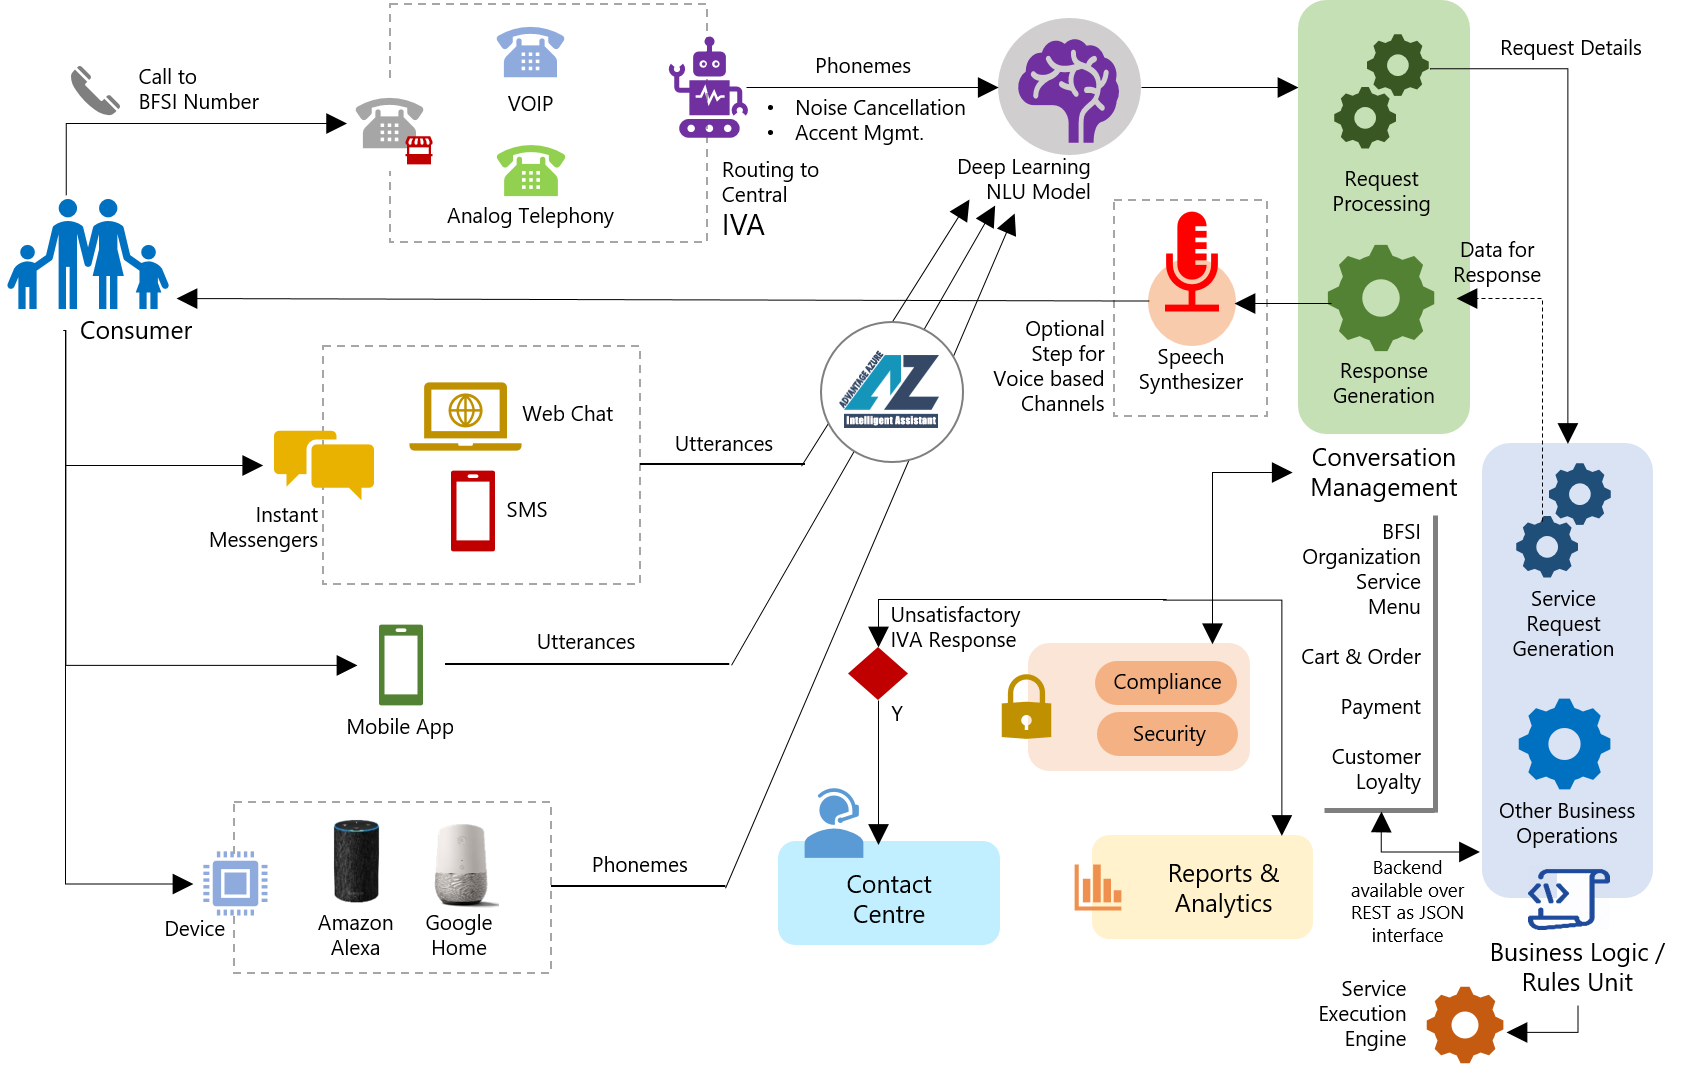 Call to
BFSI Number
VOIP
Analog Telephony
Routing to
Central
IVA
Phonemes
• Noise Cancellation
• Accent Mgmt.
Deep Learning
NLU Model
Request
Processing
Request Details
Data for
Response
Response
Generation
Speech
Synthesizer
Optional
Step for
Voice based
Channels
Consumer
ADVANTAGE AZURE
AZ
Intelligent Assistant
Web Chat
SMS
Instant
Messengers
Utterances
Mobile App
Utterances
Device
Amazon
Alexa
Google
Home
Phonemes
Conversation
Management
BFSI
Organization
Service
Menu
Cart & Order
Payment
Customer
Loyalty
Unsatisfactory
IVA Response
Y
Compliance
Security
Contact
Centre
Reports &
Analytics
Service
Request
Generation
Other Business
Operations
Backend
available over
REST as JSON
interface
Business Logic /
Rules Unit
Service
Execution
Engine